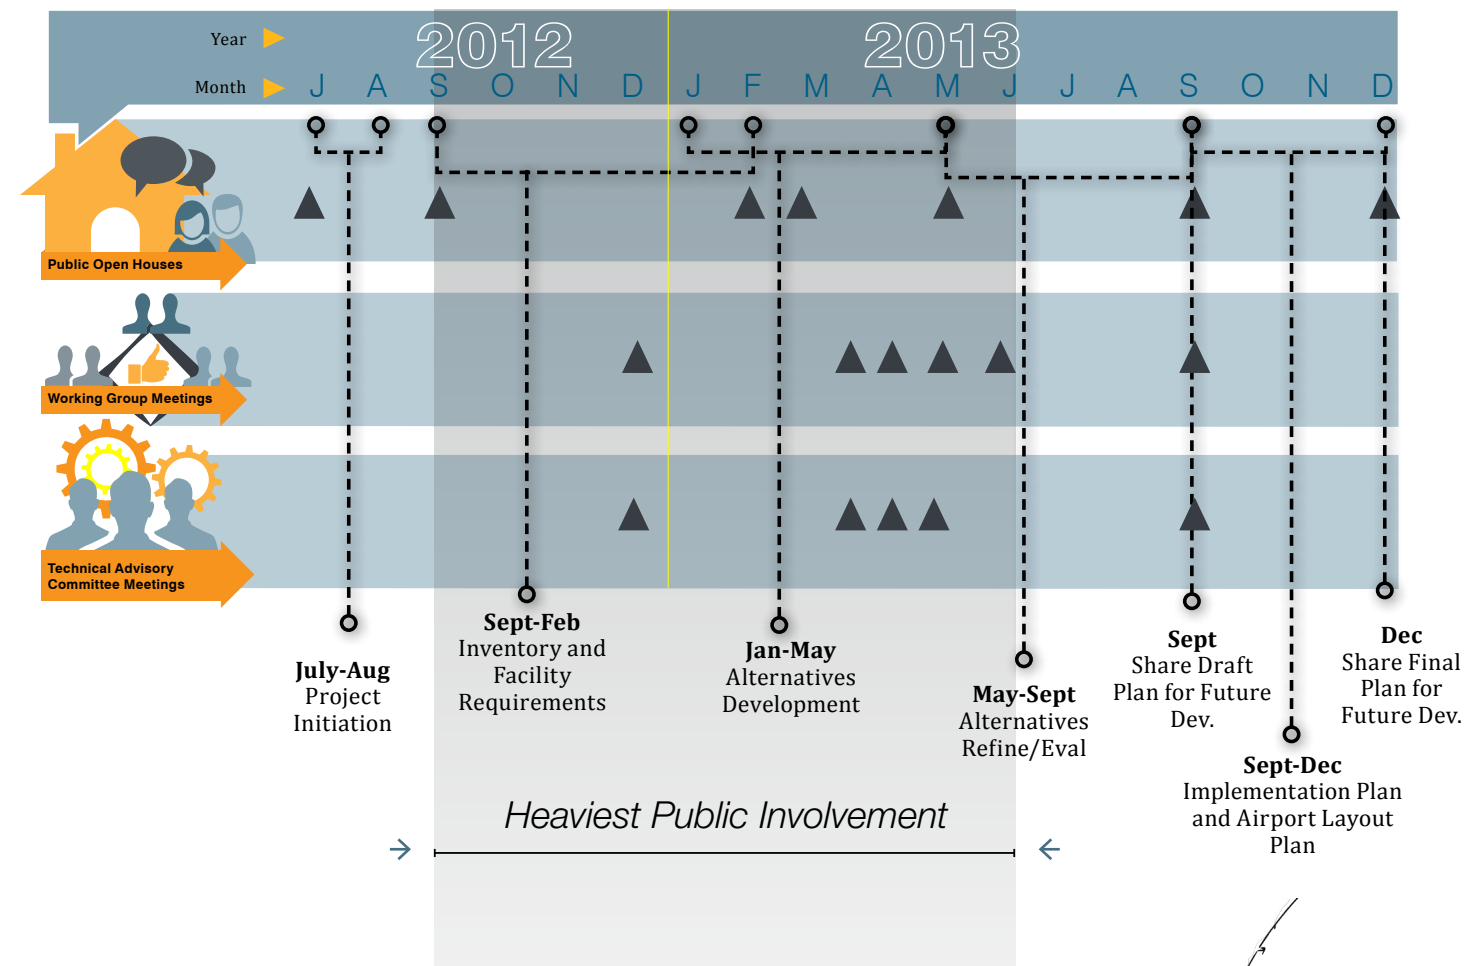 2012
2013
Year
Month
J A S O N D J F M A M J J A S O N D
Public Open Houses
Working Group Meetings
Technical Advisory
Committee Meetings
July-Aug
Project
Initiation
Sept-Feb
Inventory and
Facility
Requirements
Jan-May
Alternatives
Development
May-Sept
Alternatives
Refine/Eval
Sept
Share Draft
Plan for Future
Dev.
Sept-Dec
Implementation Plan
and Airport Layout
Plan
Dec
Share Final
Plan for
Future Dev.
Heaviest Public Involvement